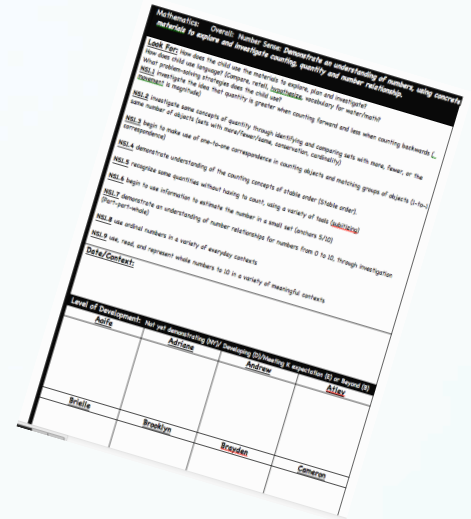 Mathematics: Overall: Number Sense: Demonstrate an understanding of numbers, using concrete
materials to explore and investigate counting, quantity and number relationship.
Look For: How does the child use the materials to explore, plan and investigate?
How does child use language? (Compare, retell, hypothesize, vocabulary for water/math?
What problem-solving strategies does the child use?
NS1.1 investigate the idea that quantity is greater when counting forward and less when counting backwards (
movement is magnitude)
NS1.2 investigate some concepts of quantity through identifying and comparing sets with more, fewer, or the
same number of objects (sets with more/fewer/same, conservation, cardinality)
NS1.3 begin to make use of one-to-one correspondence in counting objects and matching groups of objects (1-to-1
correspondence)
NS1.4 demonstrate understanding of the counting concepts of stable order (Stable order).
NS1.5 recognize some quantities without having to count, using a variety of tools (subitizing)
NS1.6 begin to use information to estimate the number in a small set (anchors 5/10)
NS1.7 demonstrate an understanding of number relationships for numbers from 0 to 10, through investigation
(Part-part-whole)
NS1.8 use ordinal numbers in a variety of everyday contexts
NS1.9 use, read, and represent whole numbers to 10 in a variety of meaningful contexts
Date/Context:
Level of Development: Not yet demonstrating (NY)/ Developing (D)/Meeting K expectation (E) or Beyond (B)
Aoife Adriana Andrew Atley
Brielle Brooklyn Brayden Cameron